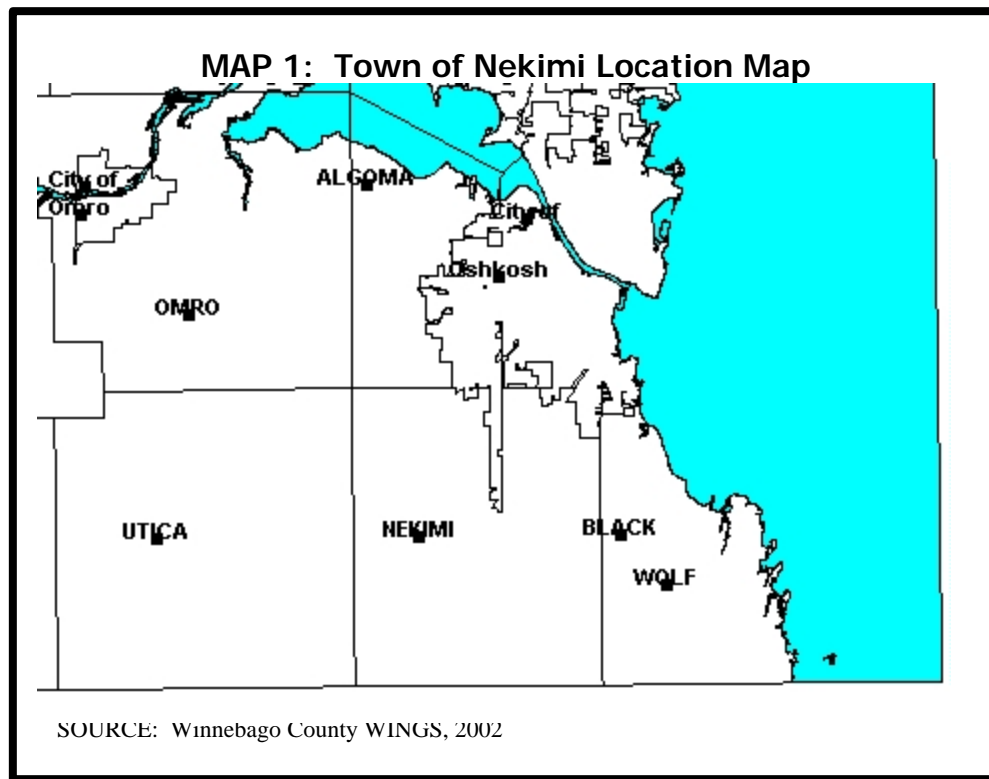 MAP 1: Town of Nekimi Location Map
City of
Omro
ALGOMA
City of
Oshkosh
OMRO
UTICA
NEKIMI
BLACK
WOLF
SOURCE: Winnebago County WINGS, 2002